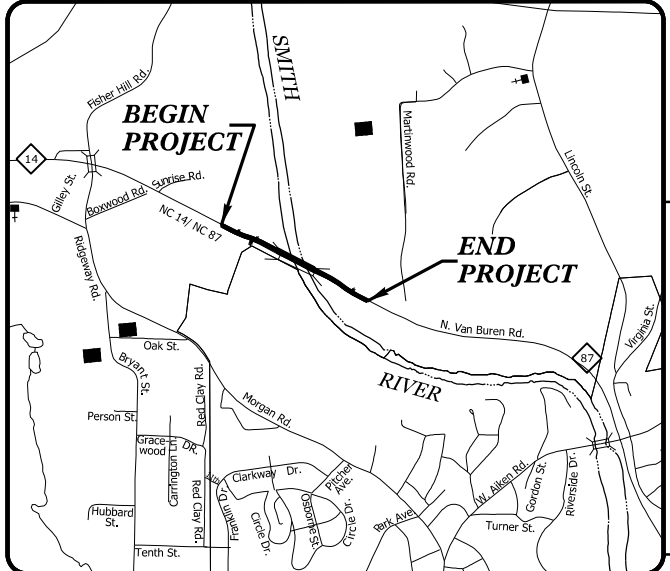 SMITH
Fisher Hill Rd.
BEGIN
PROJECT
14
Gilley St.
Boxwood Rd.
Sunrise Rd.
NC 14/ NC 87
Martinwood Rd.
Lincoln St.
Ridgeway Rd.
END
PROJECT
N. Van Buren Rd.
Virginia St.
87
Oak St.
Bryant St.
RIVER
Red Clay Rd.
Morgan Rd.
Person St.
Grace-
wood
DR.
Carrington Ln.
Red Clay Rd.
Clarkway Dr.
Pitcher
Ave.
Franklin Dr.
Circle Dr.
Osborne St.
Circle Dr.
Park Ave.
W. Aiken Rd.
Gordon St.
Riverside Dr.
Turner St.
Hubbard
St.
Tenth St.